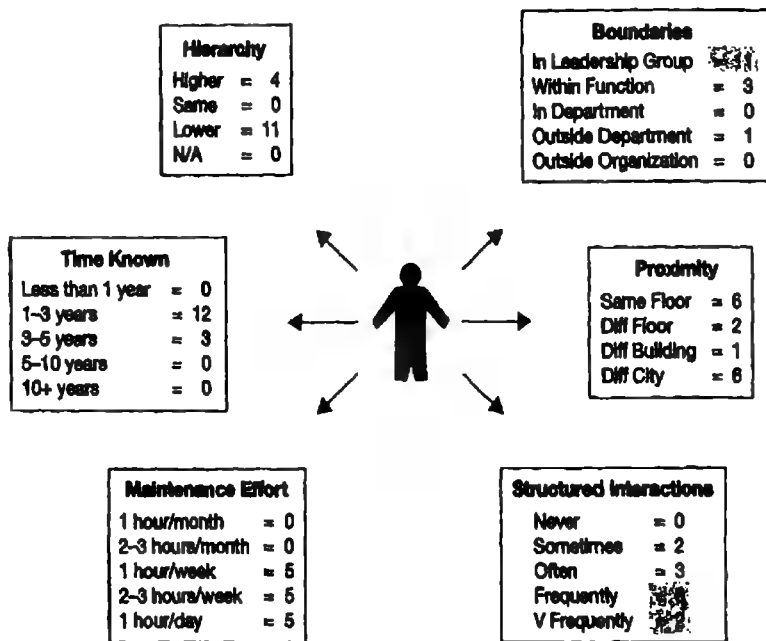 Hierarchy
Higher = 4
Same = 0
Lower = 11
N/A = 0
Boundaries
In Leadership Group
Within Function = 3
In Department = 0
Outside Department = 1
Outside Organization = 0
Time Known
Less than 1 year = 0
1–3 years = 12
3–5 years = 3
5–10 years = 0
10+ years = 0
Proximity
Same Floor = 6
Diff Floor = 2
Diff Building = 1
Diff City = 6
Maintenance Effort
1 hour/month = 0
2–3 hours/month = 0
1 hour/week = 5
2–3 hours/week = 5
1 hour/day = 5
Structured Interactions
Never = 0
Sometimes = 2
Often = 3
Frequently
V Frequently